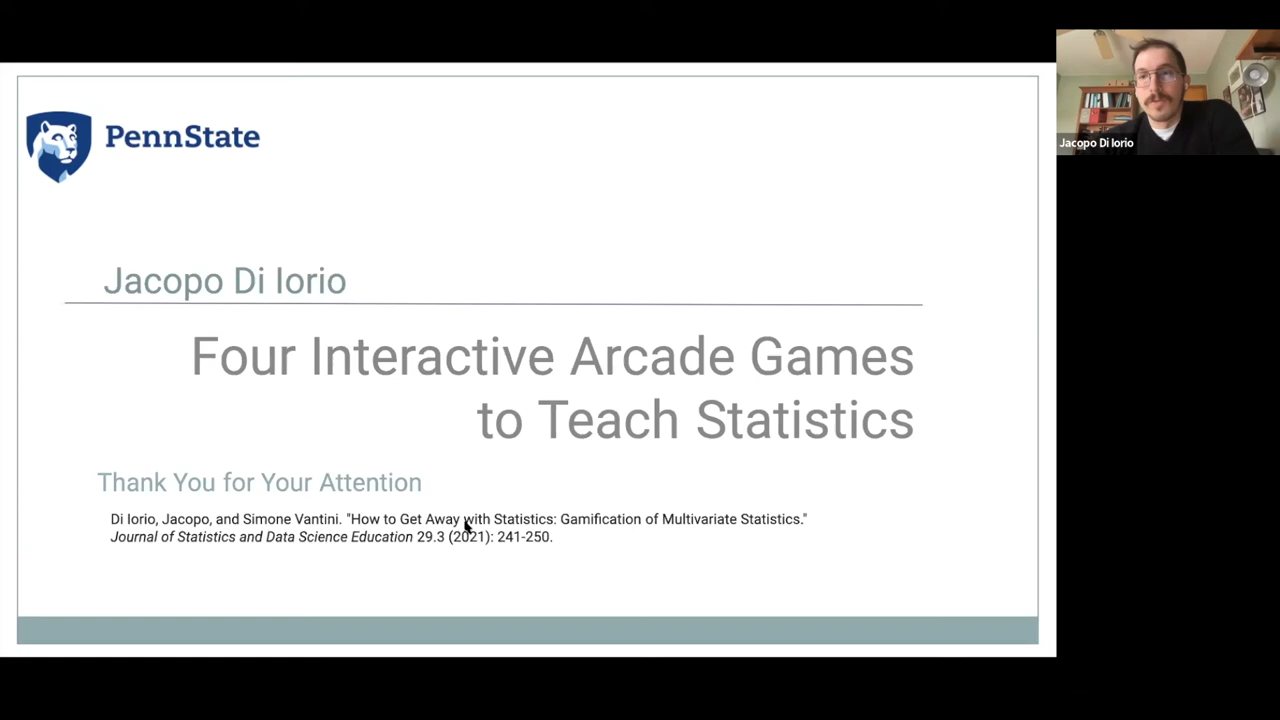 PennState
Jacopo Di Iorio
Jacopo Di Iorio
Four Interactive Arcade Games
to Teach Statistics
Thank You for Your Attention
Di Iorio, Jacopo, and Simone Vantini. "How to Get Away with Statistics: Gamification of Multivariate Statistics."
Journal of Statistics and Data Science Education 29.3 (2021): 241-250.